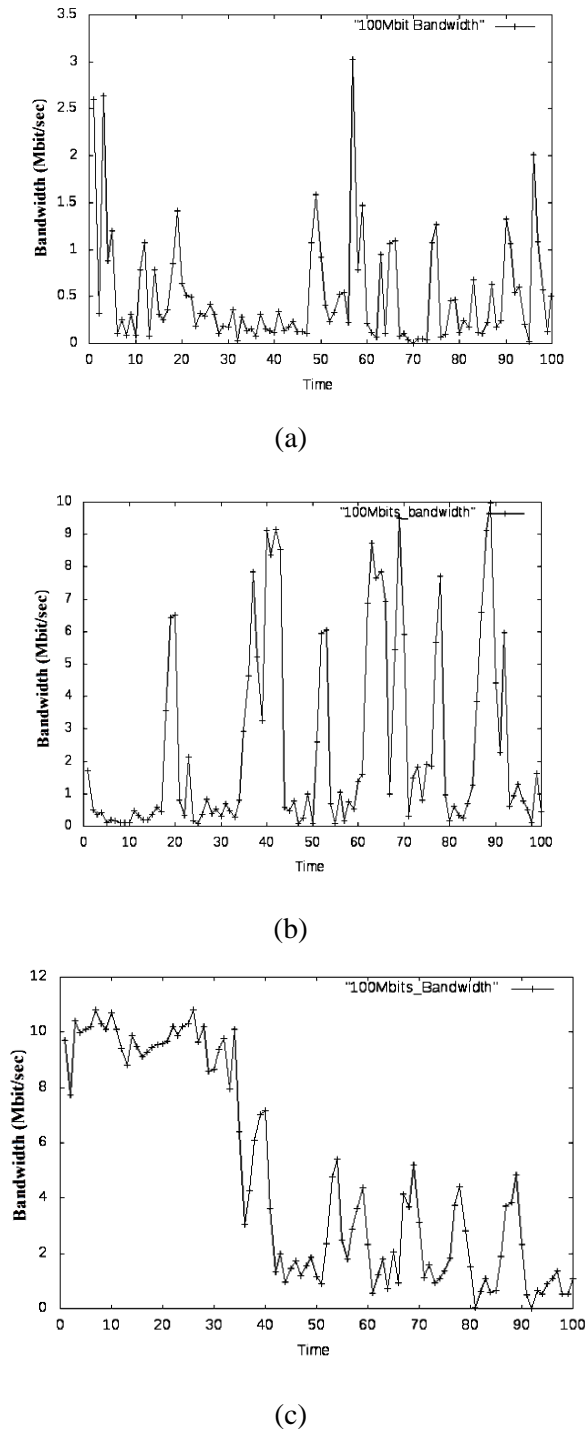 "100Mbit Bandwidth"
3.5
3
2.5
2
1.5
1
0.5
0
Bandwidth (Mbit/sec)
0 10 20 30 40 50 60 70 80 90 100
Time
(a)
"100Mbits_bandwidth"
10
9
8
7
6
5
4
3
2
1
0
Bandwidth (Mbit/sec)
0 10 20 30 40 50 60 70 80 90 100
Time
(b)
"100Mbits_Bandwidth"
12
10
8
6
4
2
0
Bandwidth (Mbit/sec)
0 10 20 30 40 50 60 70 80 90 100
Time
(c)